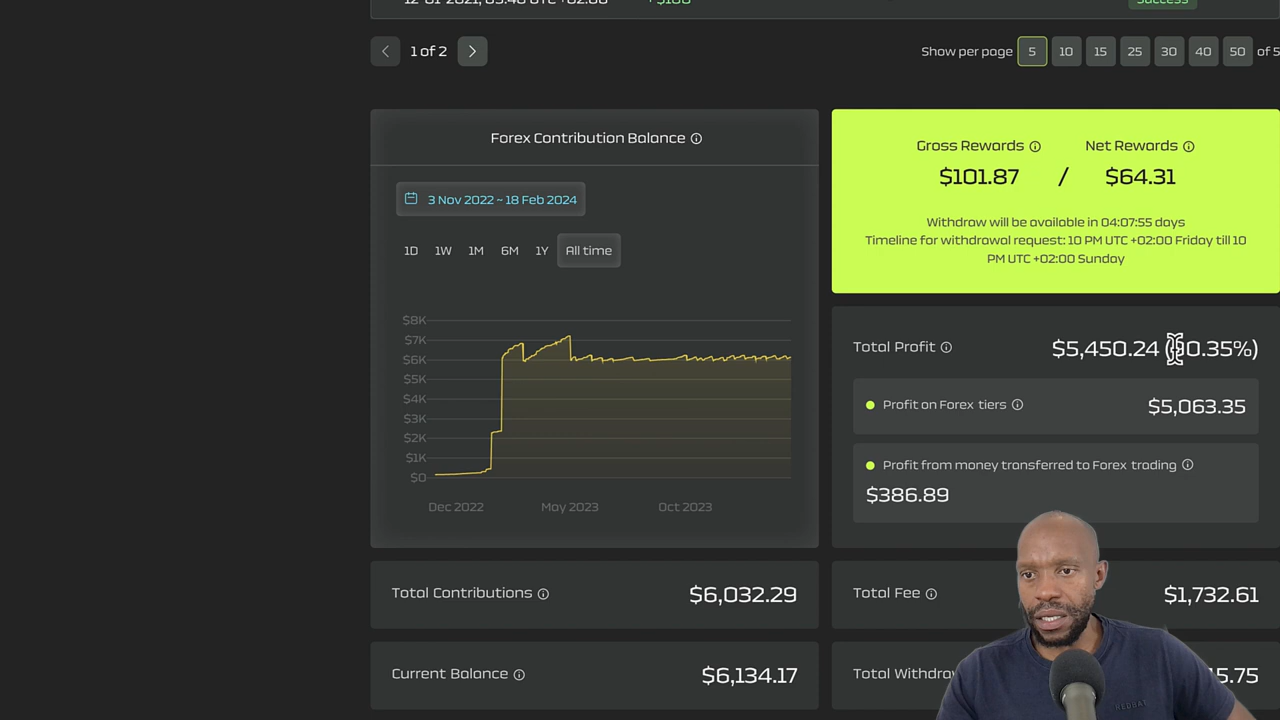 + $100
Success
1 of 2
Show per page 5 10 15 25 30 40 50 of 5
Forex Contribution Balance
3 Nov 2022 ~ 18 Feb 2024
1D 1W 1M 6M 1Y All time
$8K
$7K
$6K
$5K
$4K
$3K
$2K
$1K
$0
Dec 2022 May 2023 Oct 2023
Gross Rewards / Net Rewards
$101.87 / $64.31
Withdraw will be available in 04:07:55 days
Timeline for withdrawal request: 10 PM UTC +02:00 Friday till 10
PM UTC +02:00 Sunday
Total Profit $5,450.24
Profit on Forex tiers $5,063.35
Profit from money transferred to Forex trading
$386.89
Total Contributions $6,032.29
Total Fee $1,732.61
Current Balance $6,134.17
Total 5.75